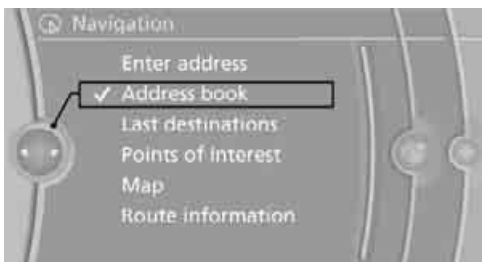 Navigation
Enter address
Address book
Last destinations
Points of Interest
Map
Route information